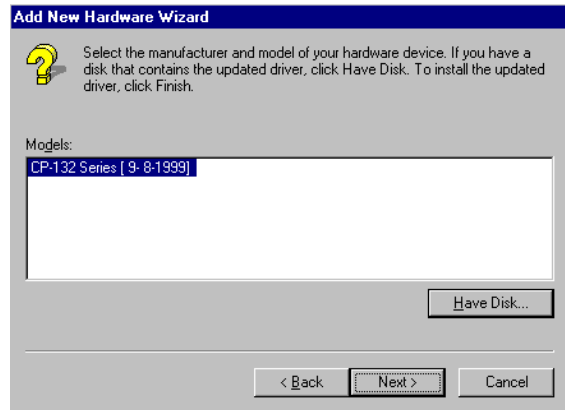 Add New Hardware Wizard
Select the manufacturer and model of your hardware device. If you have a
disk that contains the updated driver, click Have Disk. To install the updated
driver, click Finish.
Models:
CP-132 Series [ 9- 8-1999]
Have Disk...
< Back
Next >
Cancel